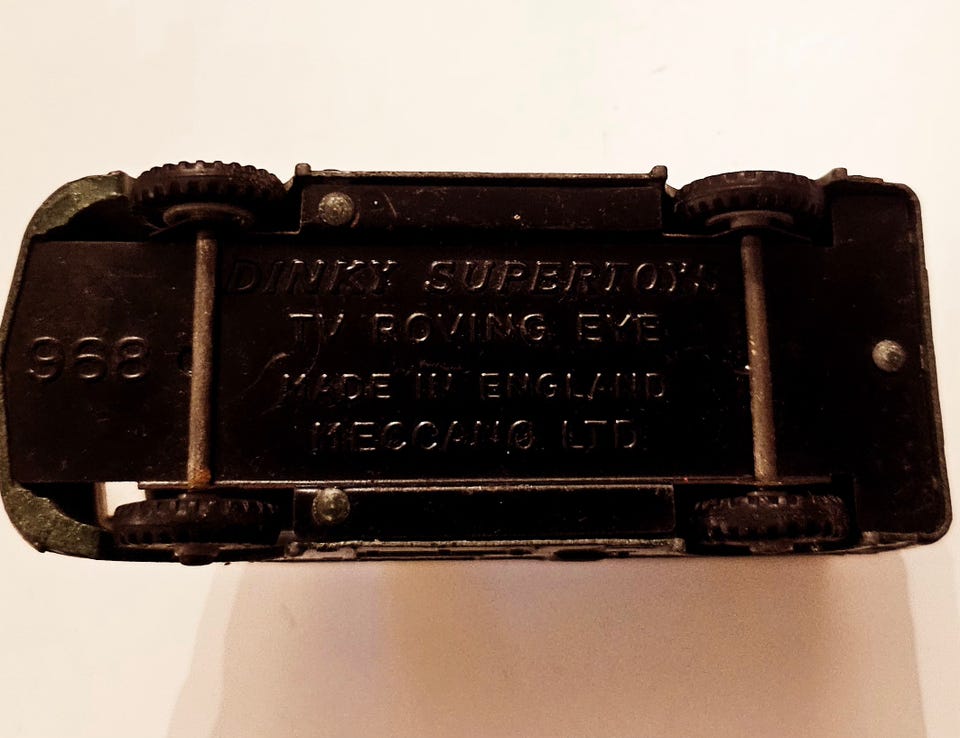 968
DINKY SUPERTOYS
TV ROVING EYE
MADE IN ENGLAND
MECCANO LTD